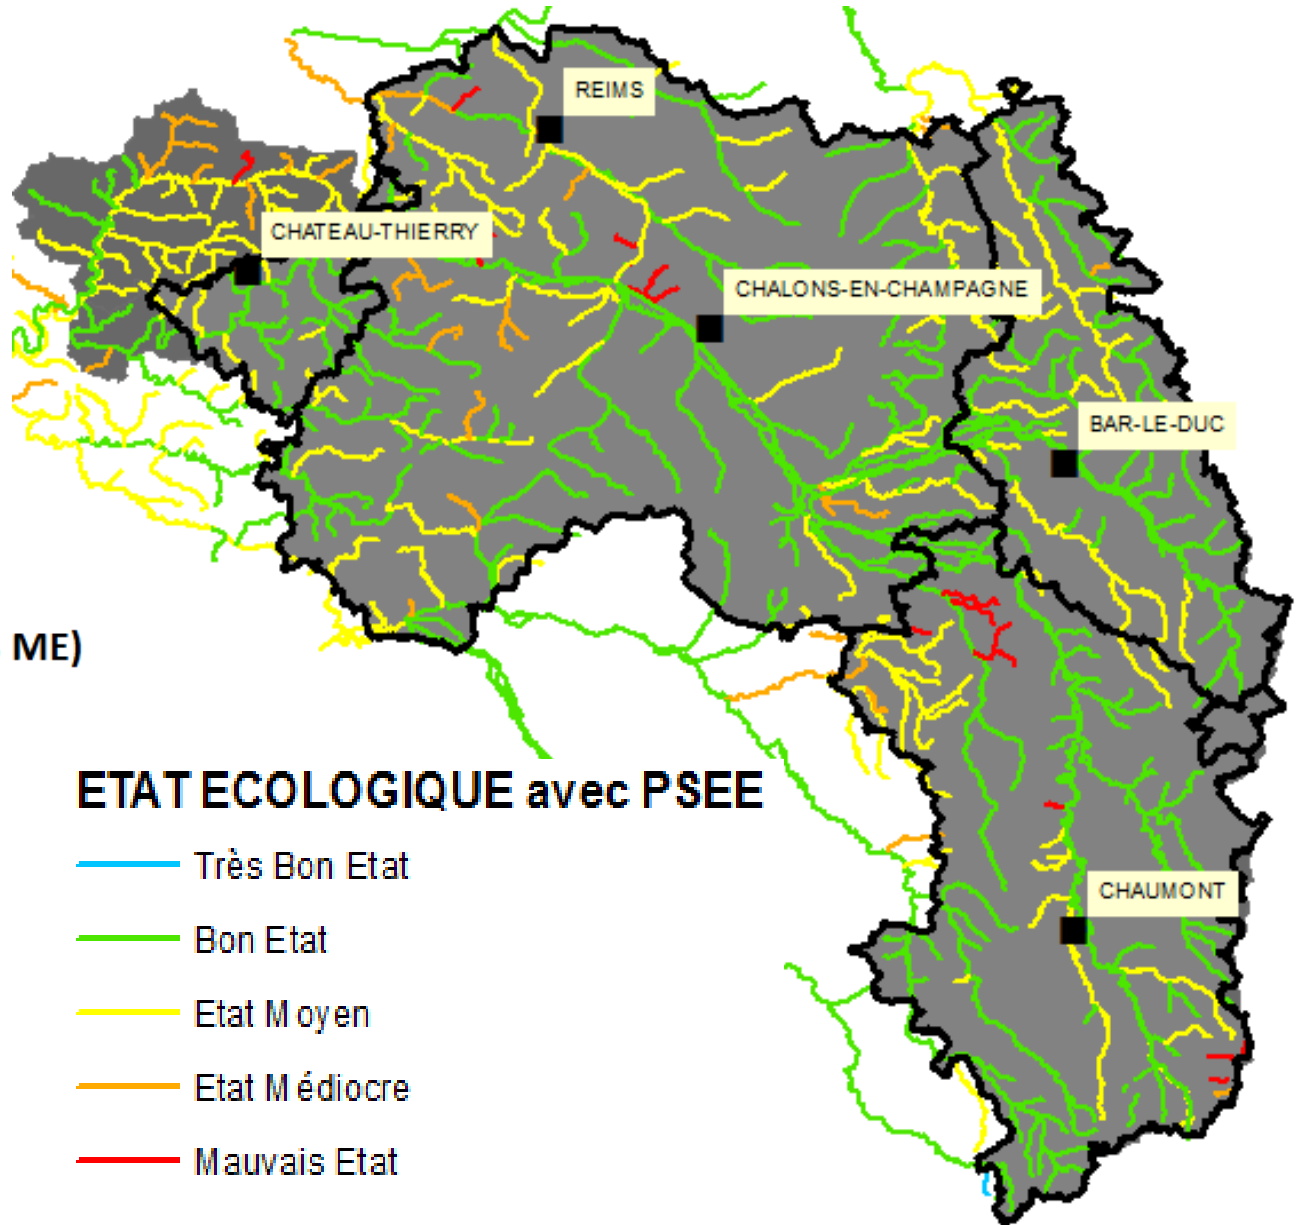 REIMS
CHATEAU-THIERRY
CHALONS-EN-CHAMPAGNE
BAR-LE-DUC
ME)
ETAT ECOLOGIQUE avec PSEE
Très Bon Etat
CHAUMONT
Bon Etat
Etat Moyen
Etat Médiocre
Mauvais Etat